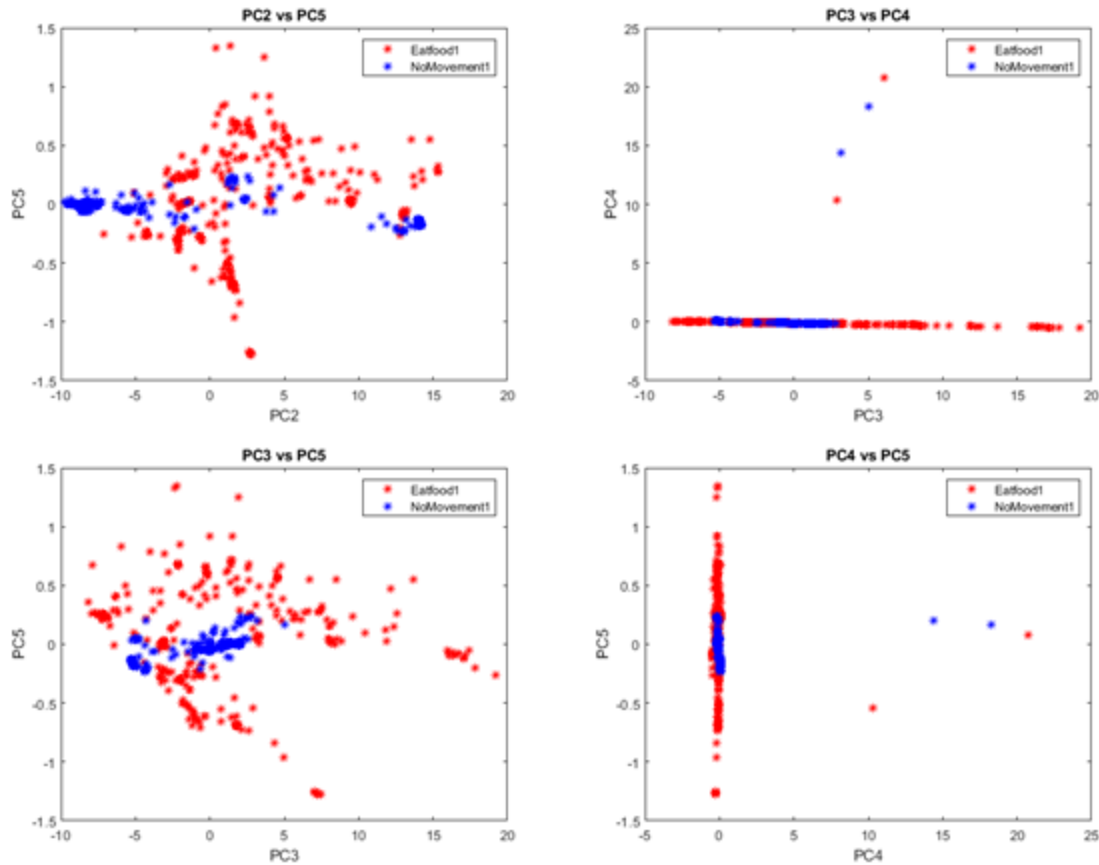 PC2 vs PC5
1.5
1
0.5
0
-0.5
-1
-1.5
PC5
Eatfood1
NoMovement1
-10 -5 0 5 10 15 20
PC2
PC3 vs PC4
25
20
15
10
5
0
-5
PC4
Eatfood1
NoMovement1
-10 -5 0 5 10 15 20
PC3
PC3 vs PC5
1.5
1
0.5
0
-0.5
-1
-1.5
PC5
Eatfood1
NoMovement1
-10 -5 0 5 10 15 20
PC3
PC4 vs PC5
1.5
1
0.5
0
-0.5
-1
-1.5
PC5
Eatfood1
NoMovement1
-5 0 5 10 15 20 25
PC4